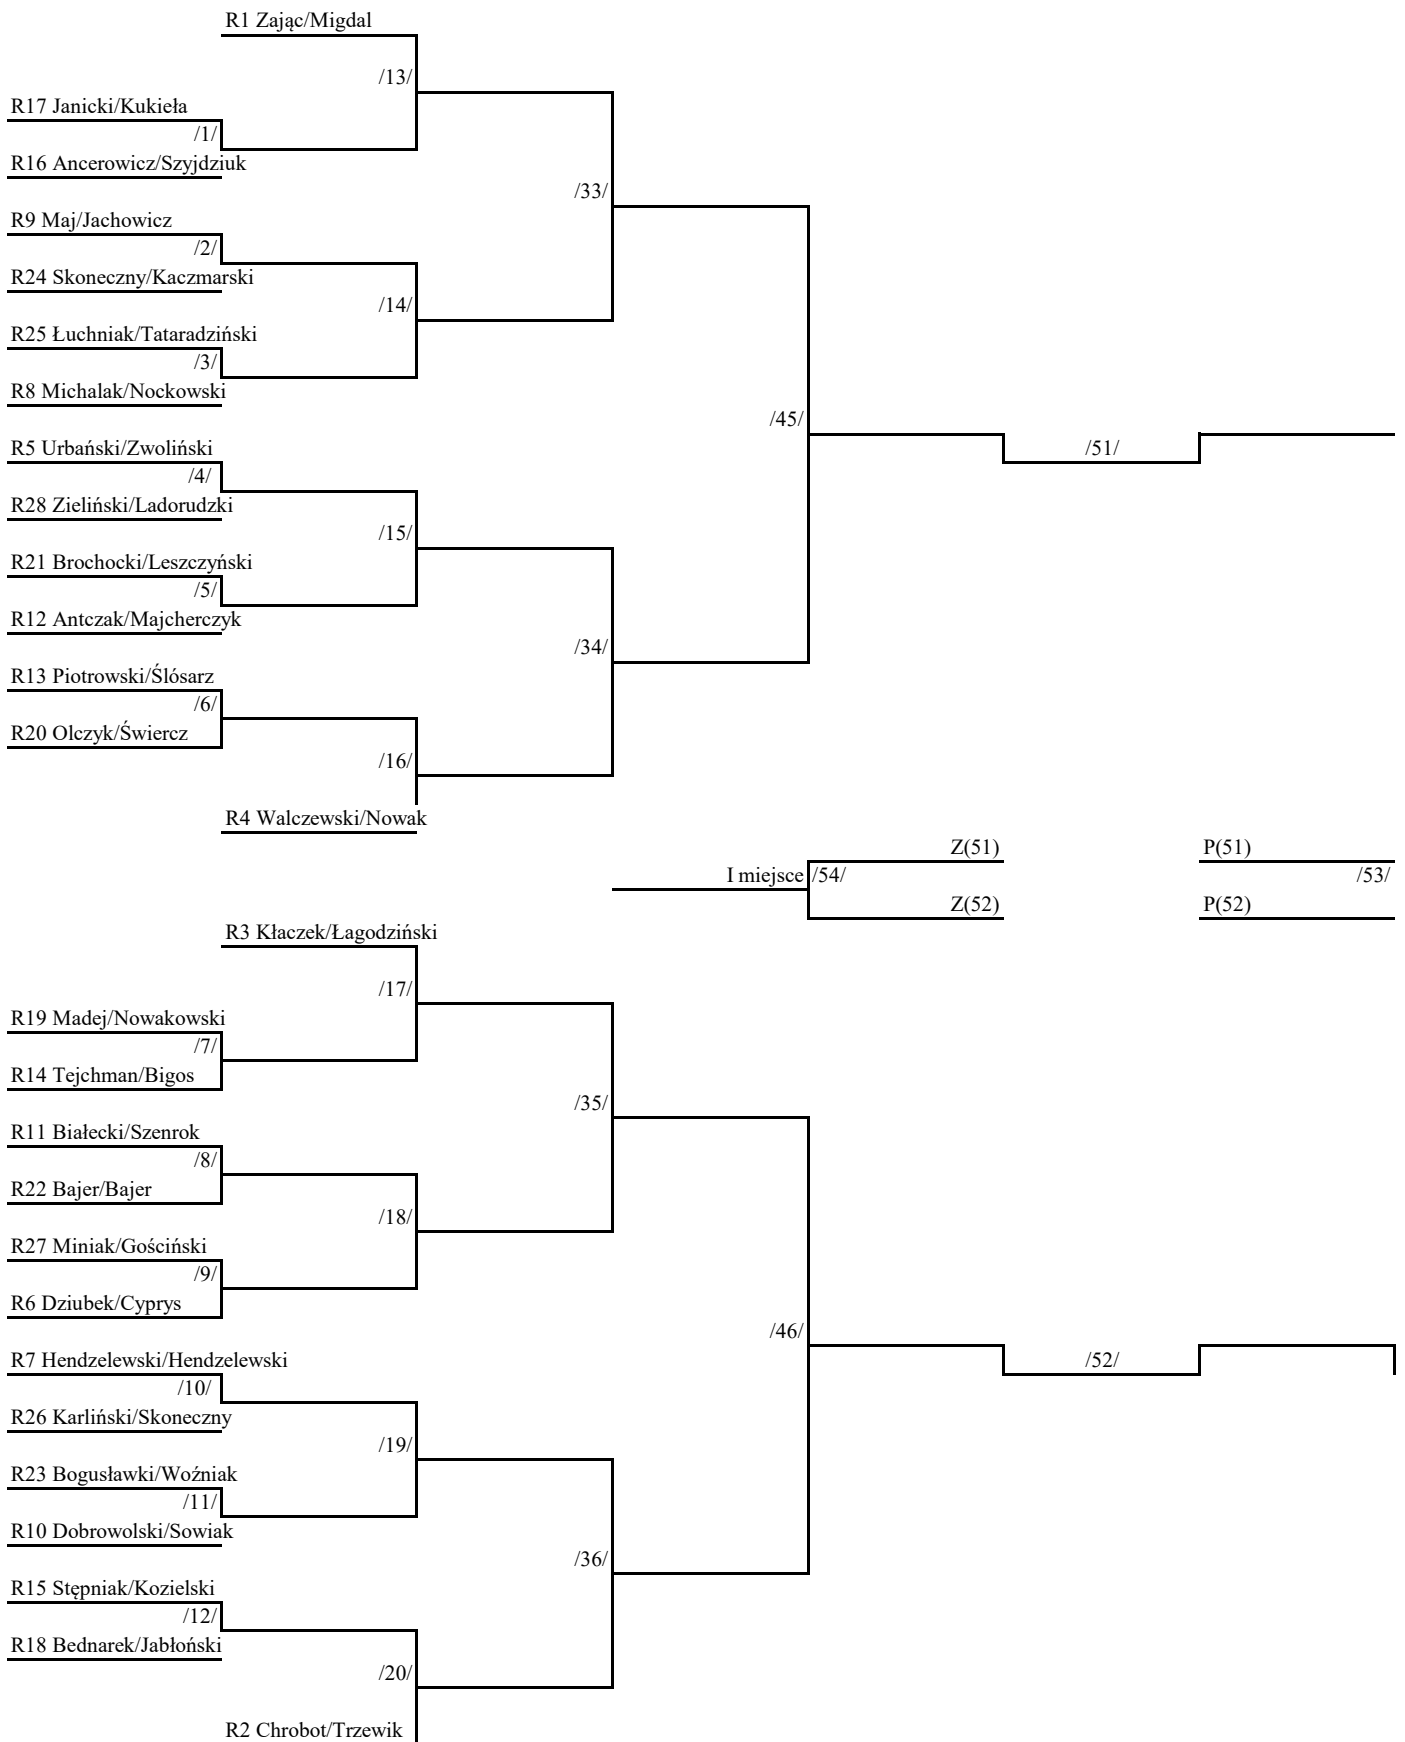 R1 Zając/Migdal
/13/
R17 Janicki/Kukieła
/1/
R16 Ancerowicz/Szyjdziuk
/33/
R9 Maj/Jachowicz
/2/
R24 Skoneczny/Kaczmarski
/14/
R25 Łuchniak/Tataradziński
/3/
R8 Michalak/Nockowski
/45/
R5 Urbański/Zwoliński
/51/
/4/
R28 Zieliński/Ladorudzki
/15/
R21 Brochocki/Leszczyński
/5/
R12 Antczak/Majcherczyk
/34/
R13 Piotrowski/Ślósarz
/6/
R20 Olczyk/Świercz
/16/
R4 Walczewski/Nowak
Z(51)
P(51)
I miejsce
/54/
/53/
Z(52)
P(52)
R3 Kłaczek/Łagodziński
/17/
R19 Madej/Nowakowski
/7/
R14 Tejchman/Bigos
/35/
R11 Białecki/Szenrok
/8/
R22 Bajer/Bajer
/18/
R27 Miniak/Gościński
/9/
R6 Dziubek/Cyprys
/46/
R7 Hendzelewski/Hendzelewski
/52/
/10/
R26 Karliński/Skoneczny
/19/
R23 Bogusławki/Woźniak
/11/
R10 Dobrowolski/Sowiak
/36/
R15 Stępniak/Kozielski
/12/
R18 Bednarek/Jabłoński
/20/
R2 Chrobot/Trzewik